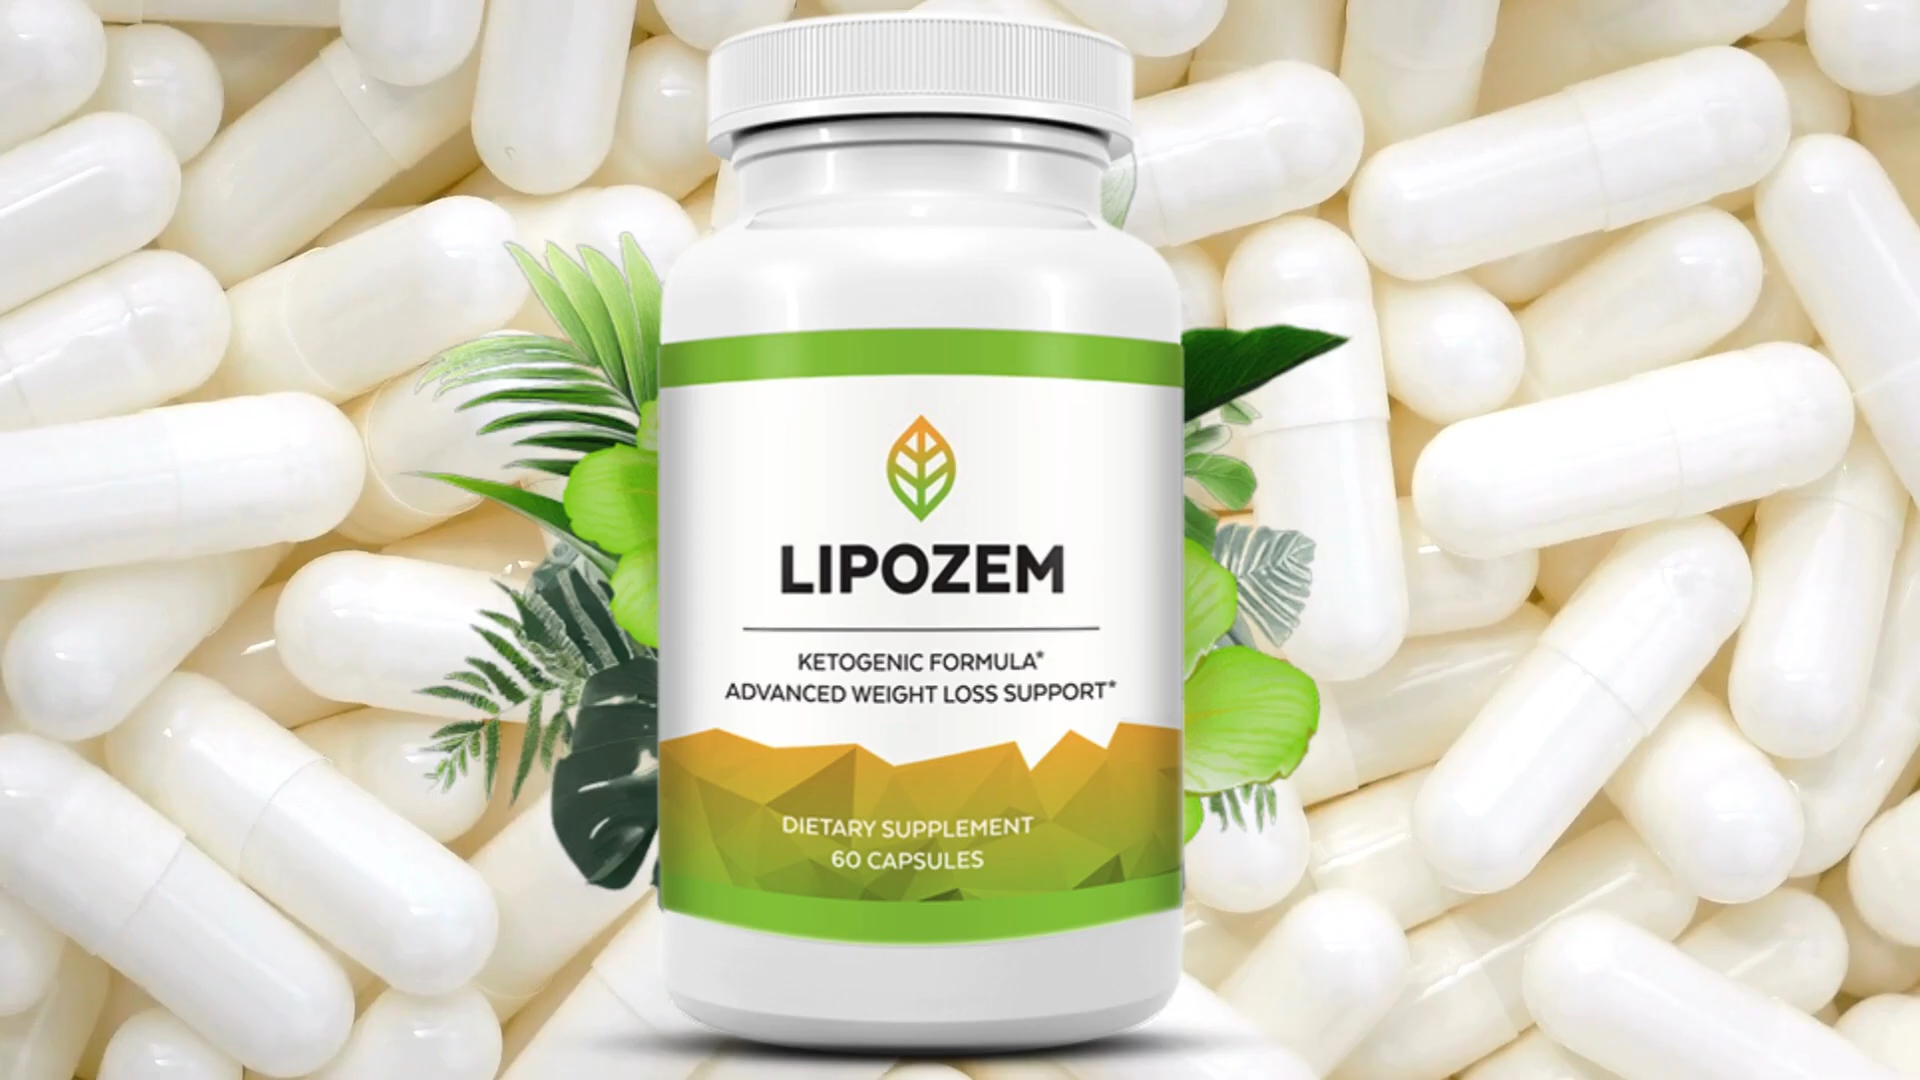 LIPOZEM
KETOGENIC FORMULA*
ADVANCED WEIGHT LOSS SUPPORT*
DIETARY SUPPLEMENT
60 CAPSULES